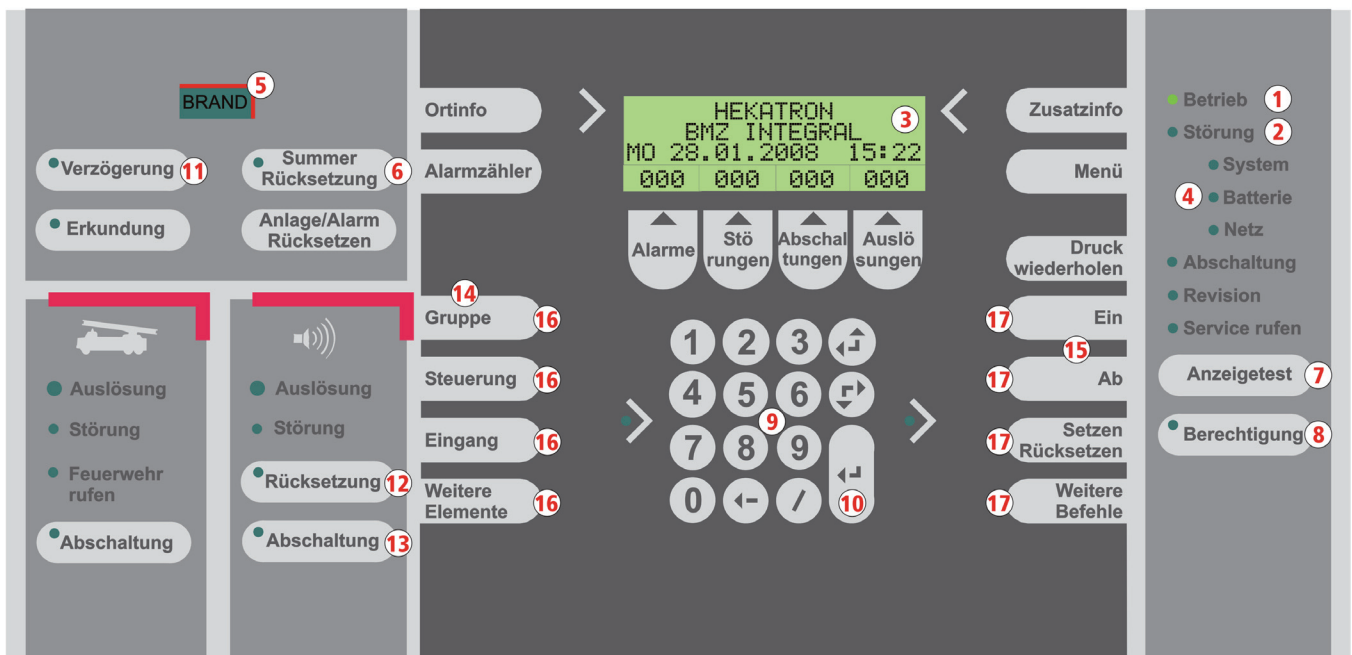 BRAND
5
Verzögerung
11
Summer
Rücksetzung
6
Erkundung
Anlage/Alarm
Rücksetzen
Auslösung
Störung
Feuerwehr
rufen
Abschaltung
Auslösung
Störung
Rücksetzung
12
Abschaltung
13
Ortinfo
Alarmzähler
HEKATRON
BMZ INTEGRAL
3
MO 28.01.2008 15:22
000 000 000 000
Alarme
Stö
rungen
Abschal
tungen
Auslö
sungen
Zusatzinfo
Menü
Druck
wiederholen
14
Gruppe
16
Steuerung
16
Eingang
16
Weitere
Elemente
16
1 2 3
4 5 6
9
7 8 9
0 /
10
17
Ein
15
17
Ab
17
Setzen
Rücksetzen
17
Weitere
Befehle
Betrieb
1
Störung
2
System
4
Batterie
Netz
Abschaltung
Revision
Service rufen
Anzeigetest
7
Berechtigung
8